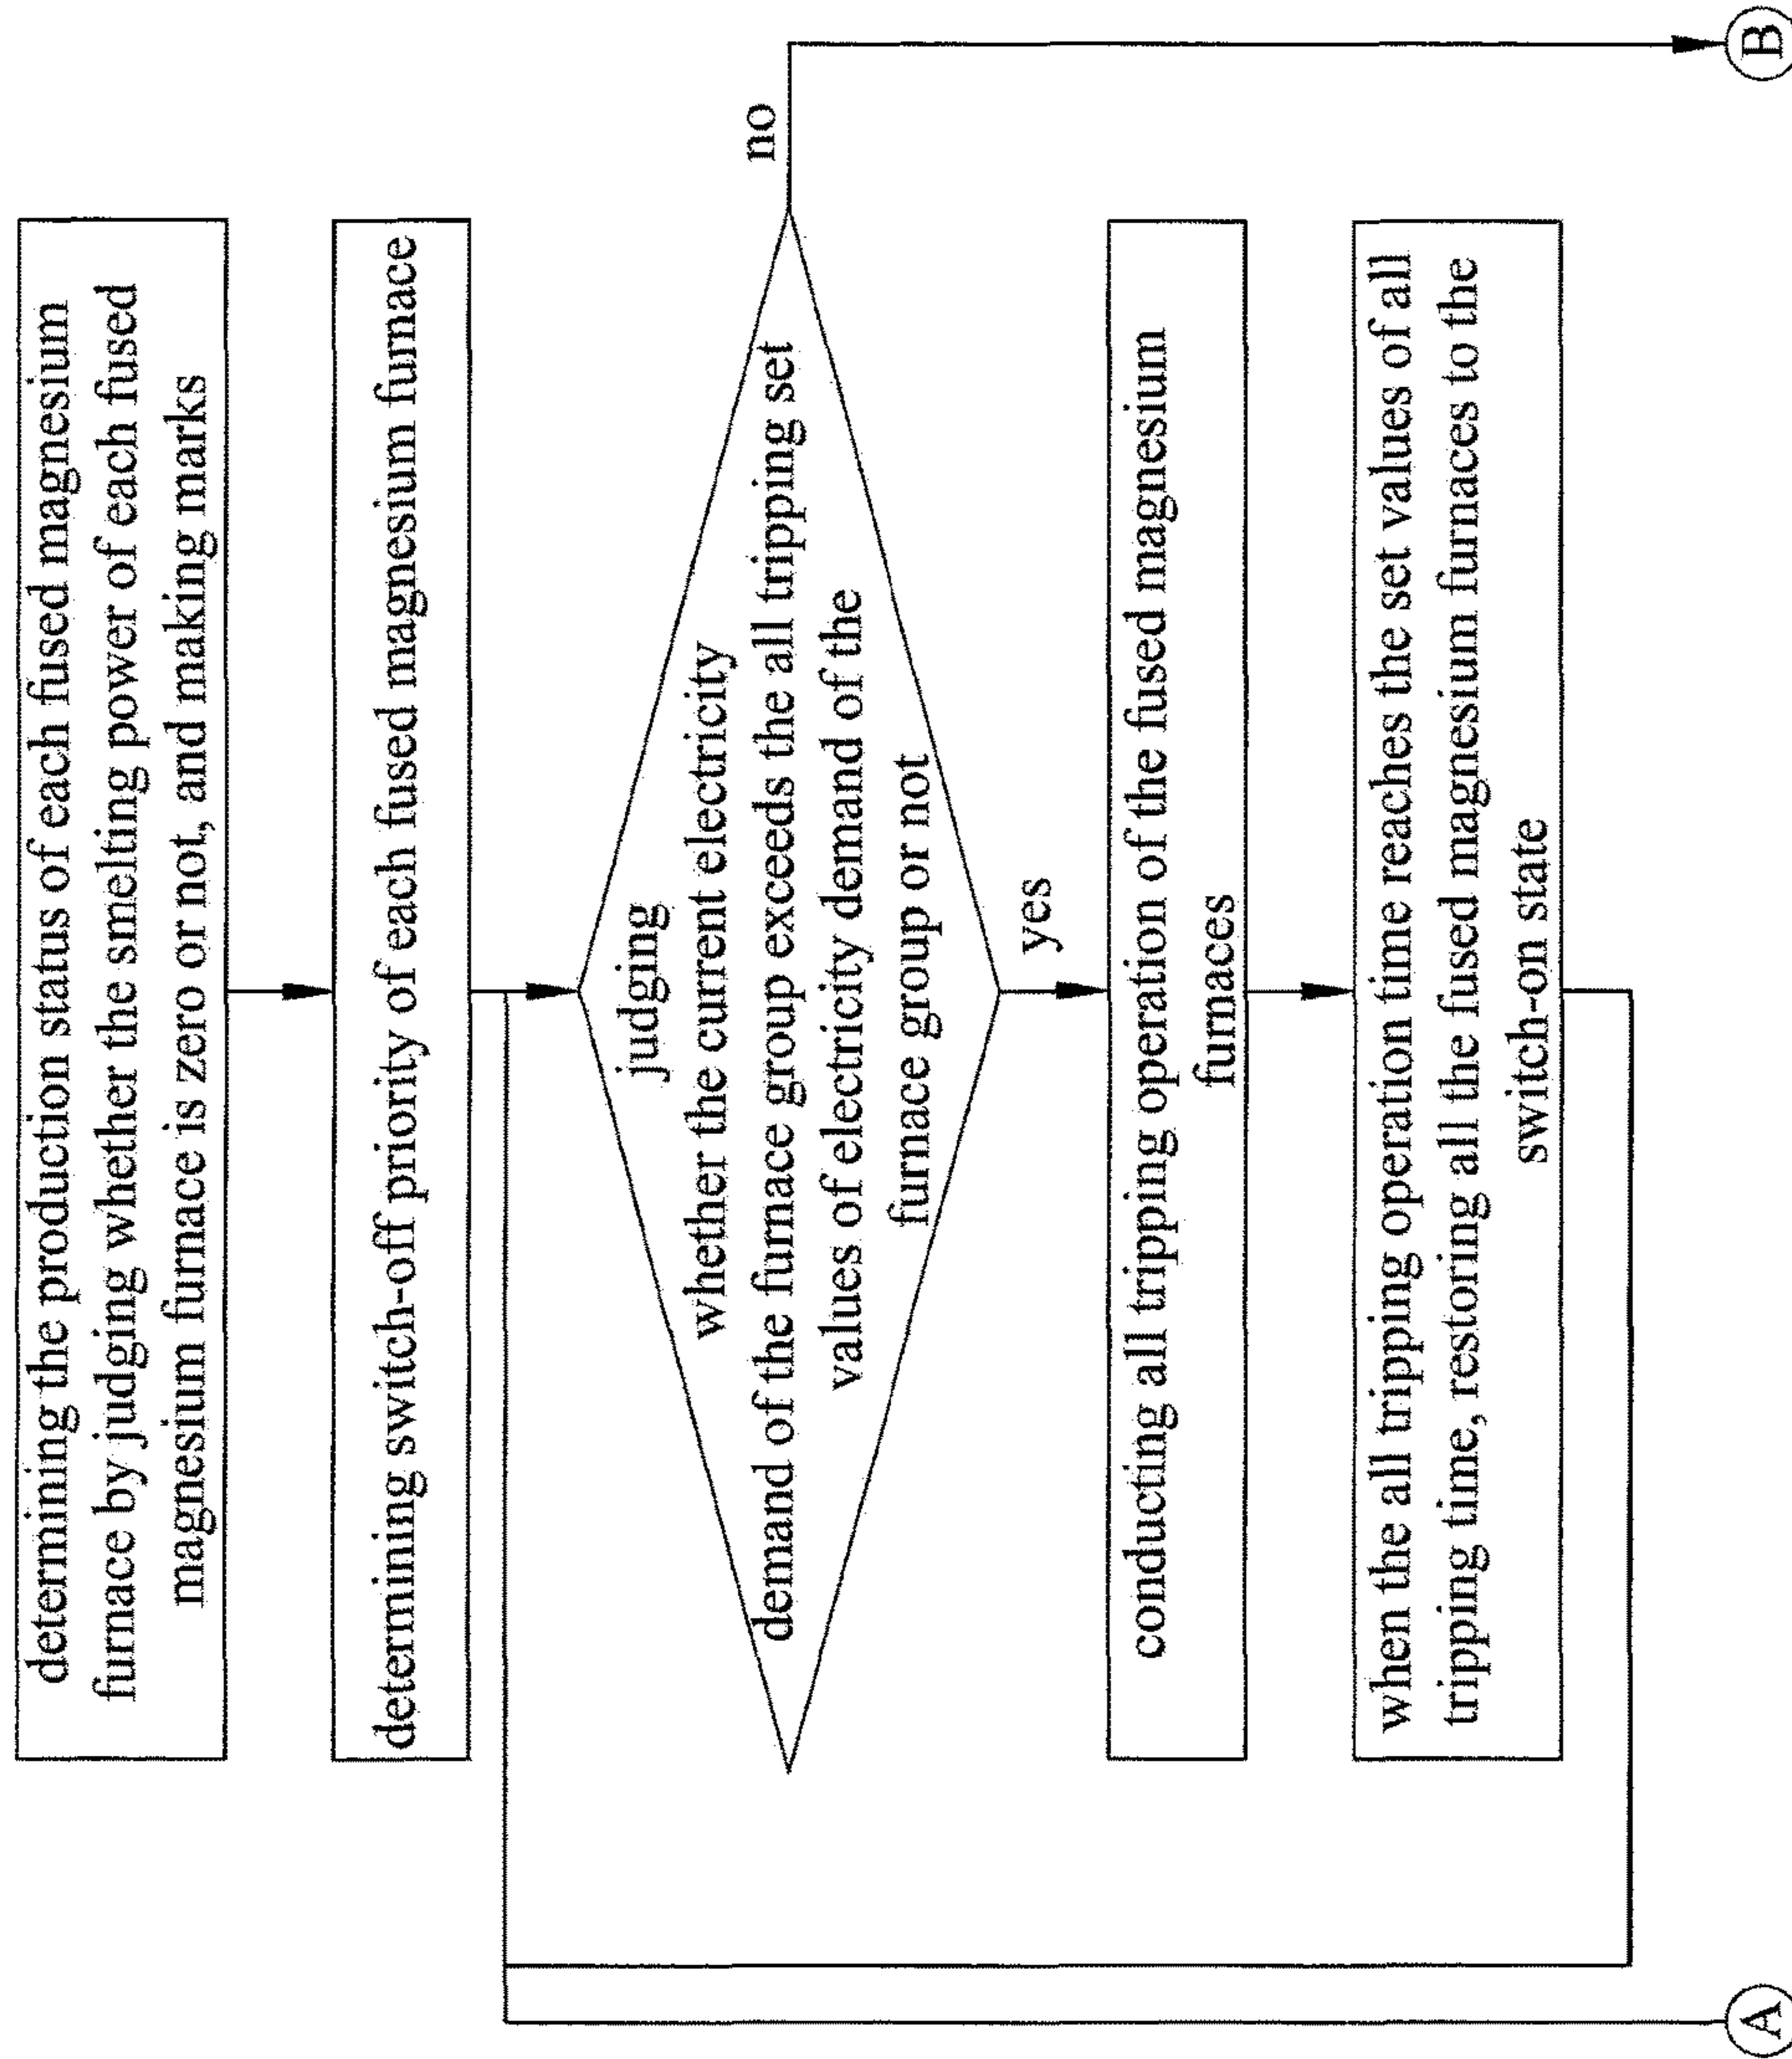 determining the production status of each fused magnesium
furnace by judging whether the smelting power of each fused
magnesium furnace is zero or not, and making marks
determining switch-off priority of each fused magnesium furnace
judging
whether the current electricity
demand of the furnace group exceeds the all tripping set
values of electricity demand of the
furnace group or not
no
yes
conducting all tripping operation of the fused magnesium
furnaces
when the all tripping operation time reaches the set values of all
tripping time, restoring all the fused magnesium furnaces to the
switch-on state
A
B